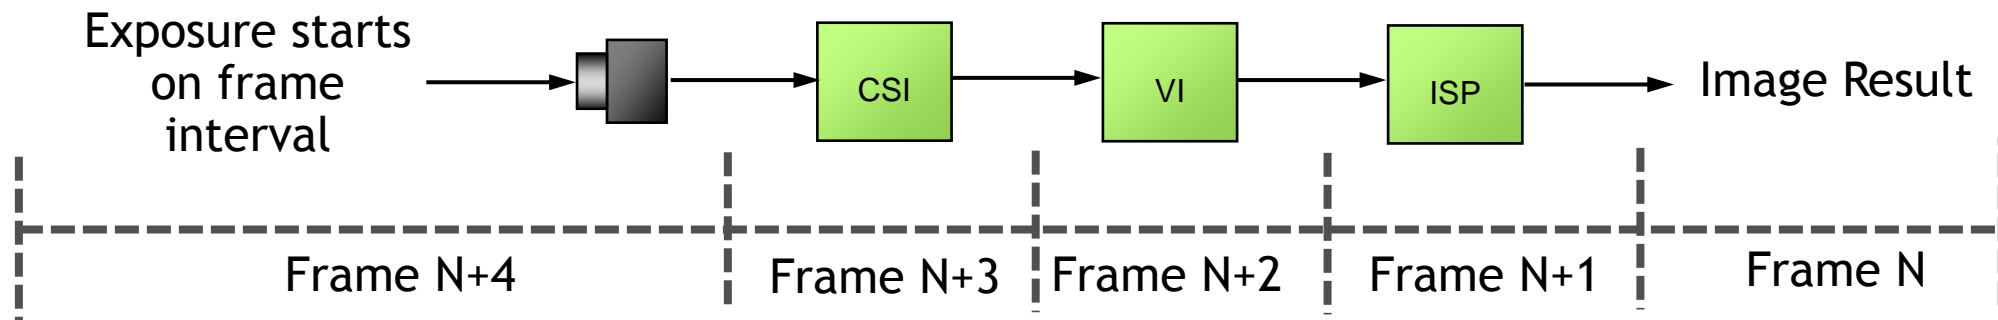 Exposure starts
on frame
interval
CSI
VI
ISP
Image Result
Frame N+4
Frame N+3
Frame N+2
Frame N+1
Frame N